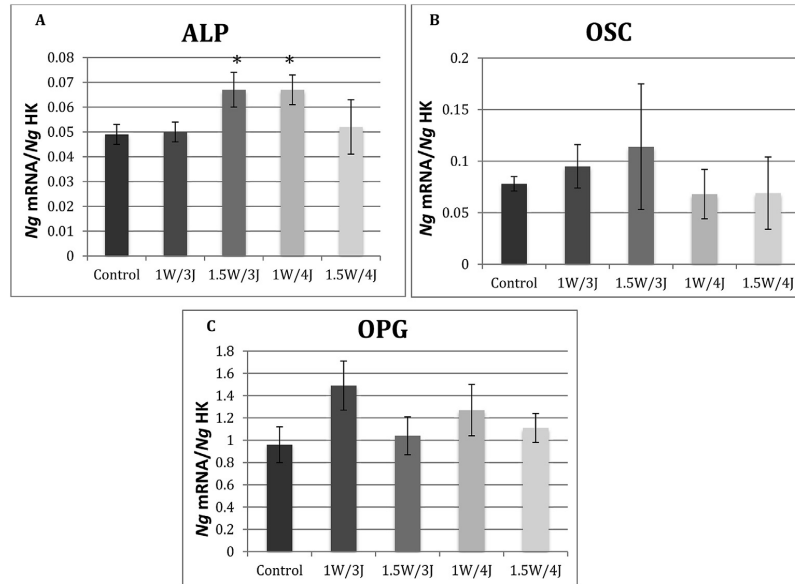 A
ALP
* *
0.08
0.07
0.06
0.05
0.04
0.03
0.02
0.01
0
Ng mRNA/Ng HK
Control 1W/3J 1.5W/3J 1W/4J 1.5W/4J
B
OSC
0.2
0.15
0.1
0.05
0
Ng mRNA/Ng HK
Control 1W/3J 1.5W/3J 1W/4J 1.5W/4J
C
OPG
1.8
1.6
1.4
1.2
1
0.8
0.6
0.4
0.2
0
Ng mRNA/Ng HK
Control 1W/3J 1.5W/3J 1W/4J 1.5W/4J